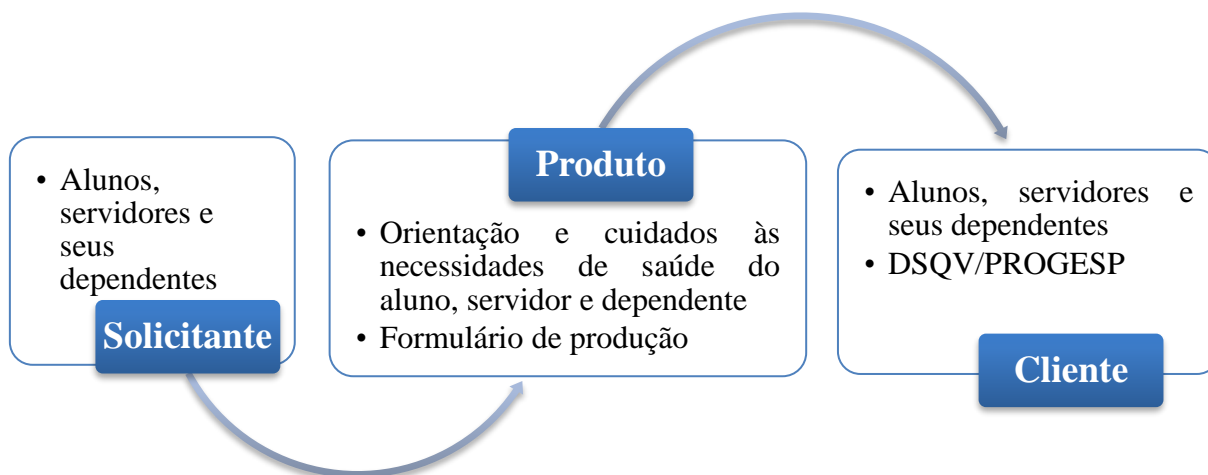 • Alunos,
servidores e
seus
dependentes
Solicitante
Produto
• Orientação e cuidados às
necessidades de saúde do
aluno, servidor e dependente
• Formulário de produção
• Alunos, servidores e
seus dependentes
• DSQV/PROGESP
Cliente